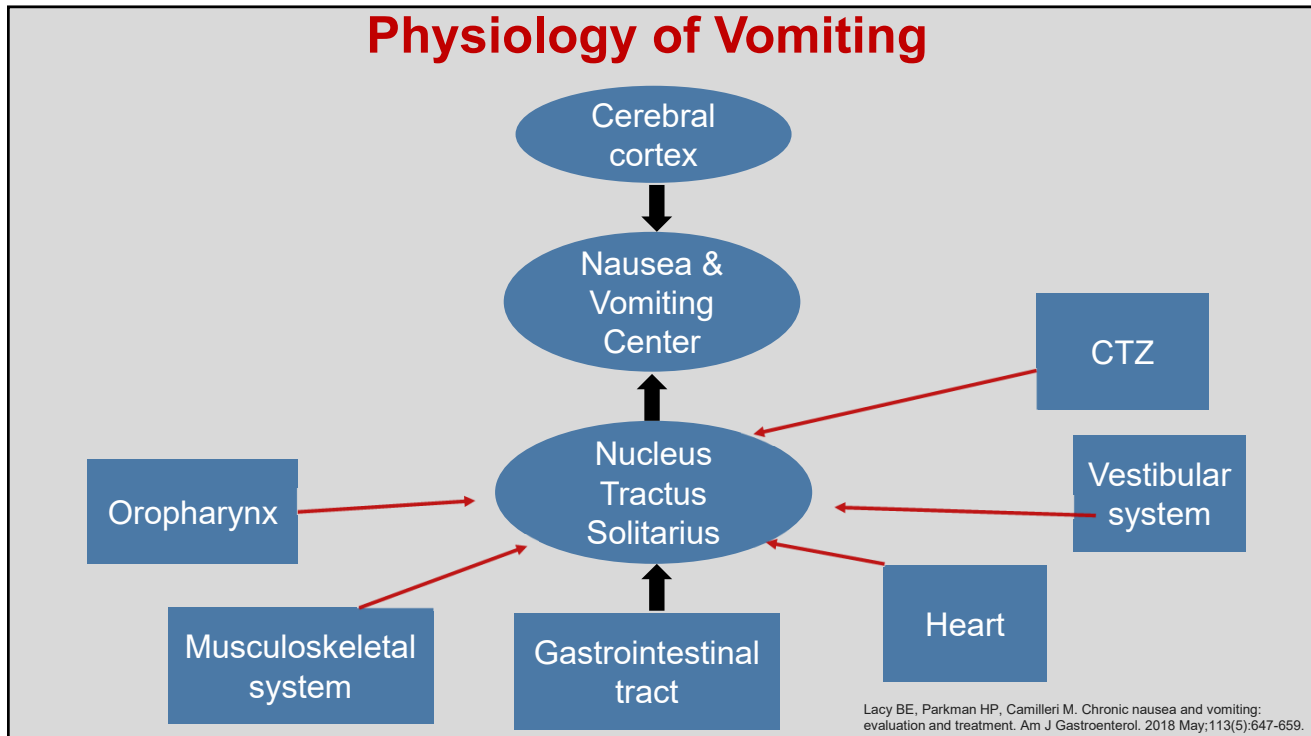 Physiology of Vomiting
Cerebral
cortex
Nausea &
Vomiting
Center
CTZ
Nucleus
Tractus
Solitarius
Vestibular
system
Oropharynx
Heart
Musculoskeletal
system
Gastrointestinal
tract
Lacy BE, Parkman HP, Camilleri M. Chronic nausea and vomiting:
evaluation and treatment. Am J Gastroenterol. 2018 May;113(5):647-659.